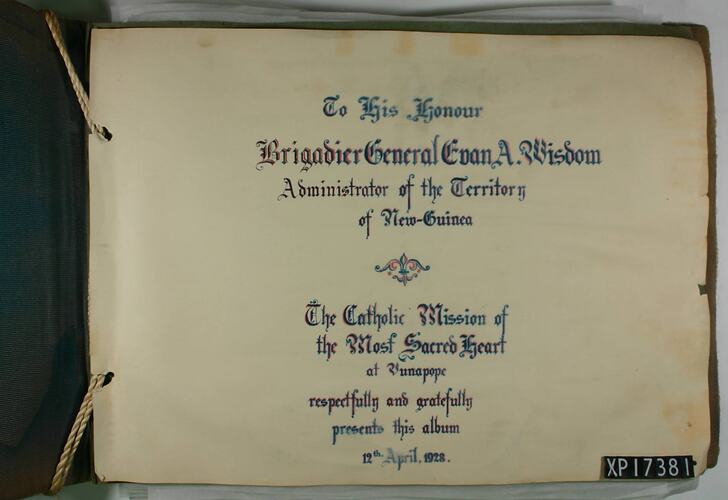 To His Honour
Brigadier General Evan A. Wisdom
Administrator of the Territory
of New-Guinea
The Catholic Mission of
the Most Sacred Heart
at Vunapope
respectfully and gratefully
presents this album
12th April, 1928.
XP17381